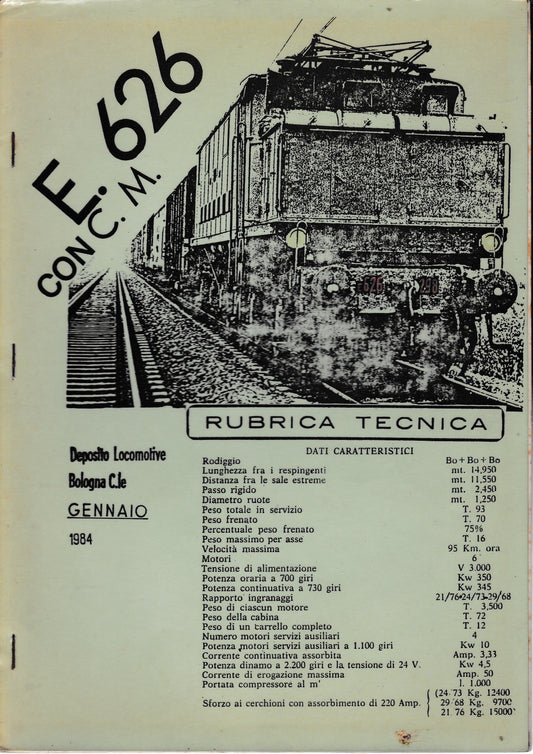 E. 626
CON C. M.
626 290
RUBRICA TECNICA
Deposito Locomotive
Bologna C.le
GENNAIO
1984
DATI CARATTERISTICI
Rodiggio Bo + Bo + Bo
Lunghezza fra i respingenti mt. 14,950
Distanza fra le sale estreme mt. 11,550
Passo rigido mt. 2,450
Diametro ruote mt. 1,250
Peso totale in servizio T. 93
Peso frenato T. 70
Percentuale peso frenato 75%
Peso massimo per asse T. 16
Velocità massima 95 Km. ora
Motori 6
Tensione di alimentazione V 3.000
Potenza oraria a 700 giri Kw 350
Potenza continuativa a 730 giri Kw 345
Rapporto ingranaggi 21/76-24/73-29/68
Peso di ciascun motore T. 3,500
Peso della cabina T. 72
Peso di un carrello completo T. 12
Numero motori servizi ausiliari 4
Potenza motori servizi ausiliari a 1.100 giri Kw 10
Corrente continuativa assorbita Amp. 3,33
Potenza dinamo a 2.200 giri e la tensione di 24 V. Kw 4,5
Corrente di erogazione massima Amp. 50
Portata compressore al m' l. 1.000
(24 73 Kg. 12400
Sforzo ai cerchioni con assorbimento di 220 Amp. 29 68 Kg. 9700
21 76 Kg. 15000